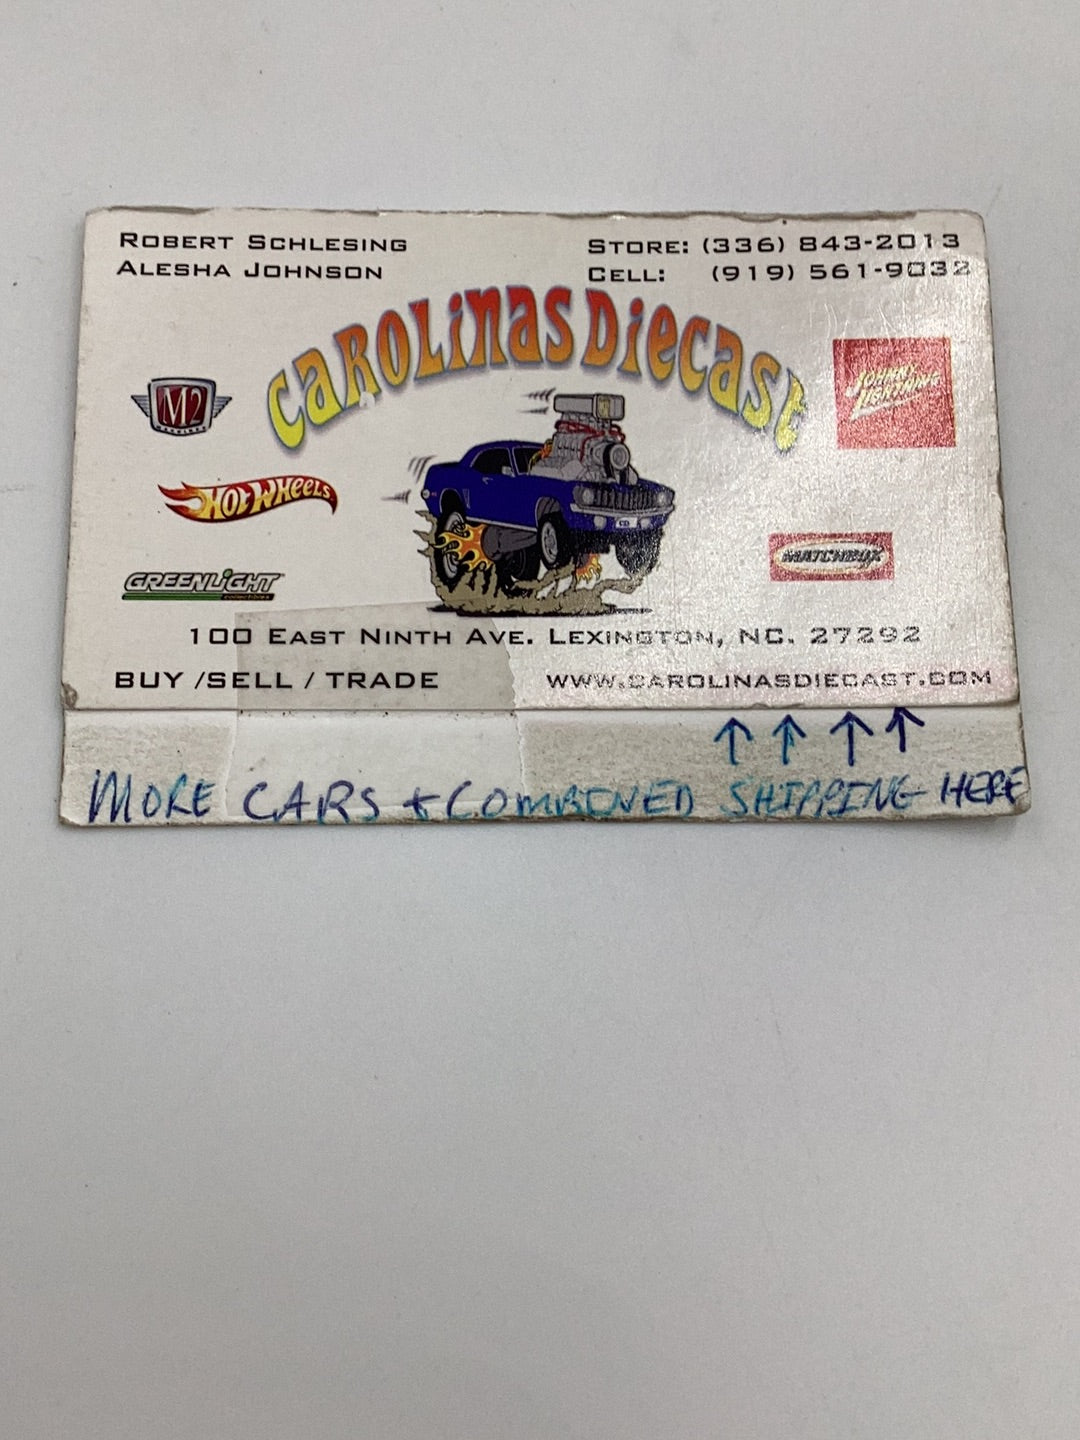 ROBERT SCHLESING
ALESHA JOHNSON
STORE: (336) 843-2013
CELL: (919) 561-9032
CAROLINAS DIECAST
M2
MACHINES
JOHNNY
LIGHTNING
HOT WHEELS
MATCHBOX
GREENLIGHT
COLLECTIBLES
100 EAST NINTH AVE. LEXINGTON, NC. 27292
BUY /SELL / TRADE
WWW.CAROLINASDIECAST.COM
↑ ↑ ↑ ↑
MORE CARS + COMBINED SHIPPING HERE